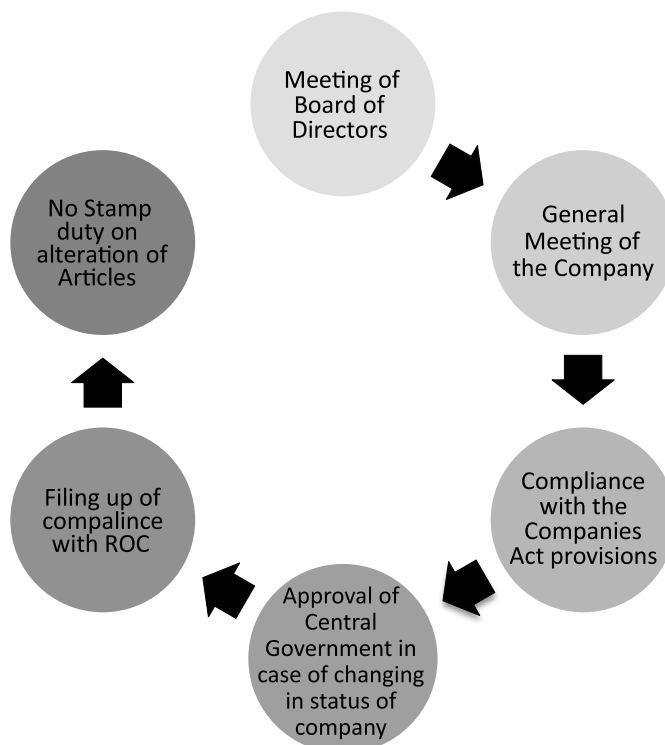 Meeting of
Board of
Directors
General
Meeting of
the Company
Compliance
with the
Companies
Act provisions
Approval of
Central
Government in
case of changing
in status of
company
Filing up of
compalince
with ROC
No Stamp
duty on
alteration of
Articles